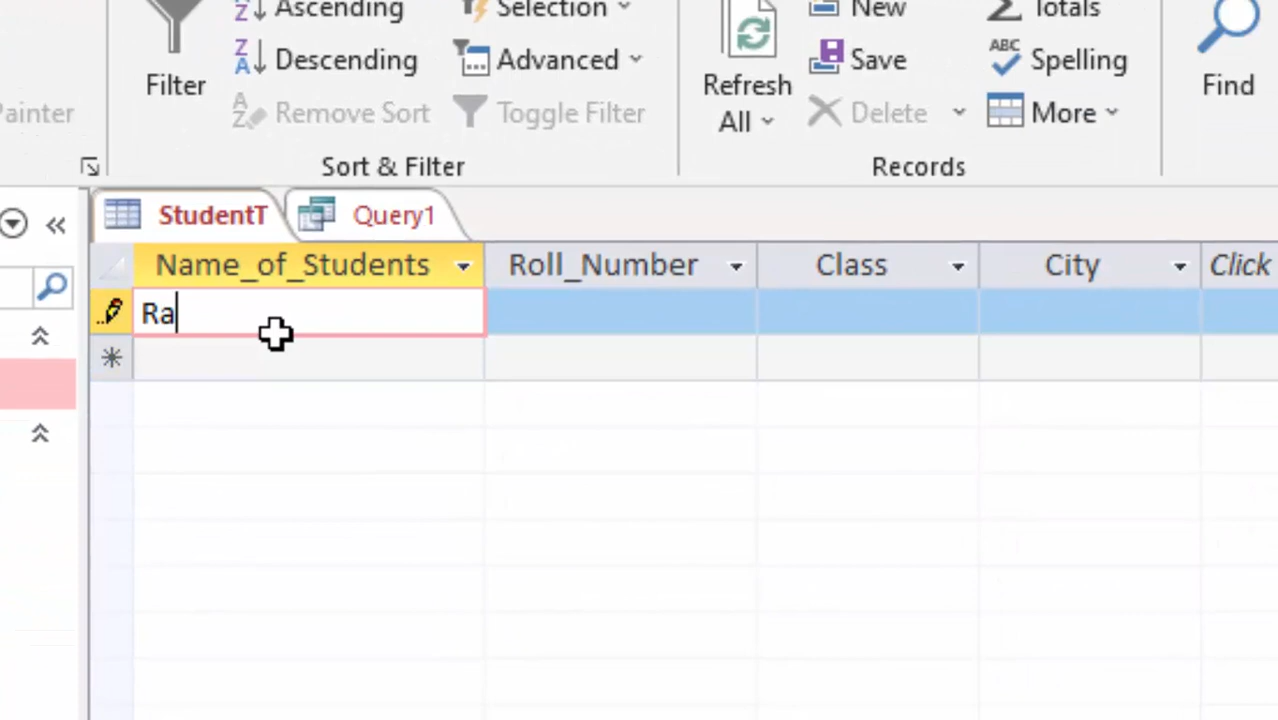 Ascending
Selection
New
Totals
Descending
Advanced
Save
ABC
Spelling
Filter
Refresh
All
Find
Painter
Remove Sort
Toggle Filter
Delete
More
Sort & Filter
Records
StudentT
Query1
Name_of_Students
Roll_Number
Class
City
Click
Ra